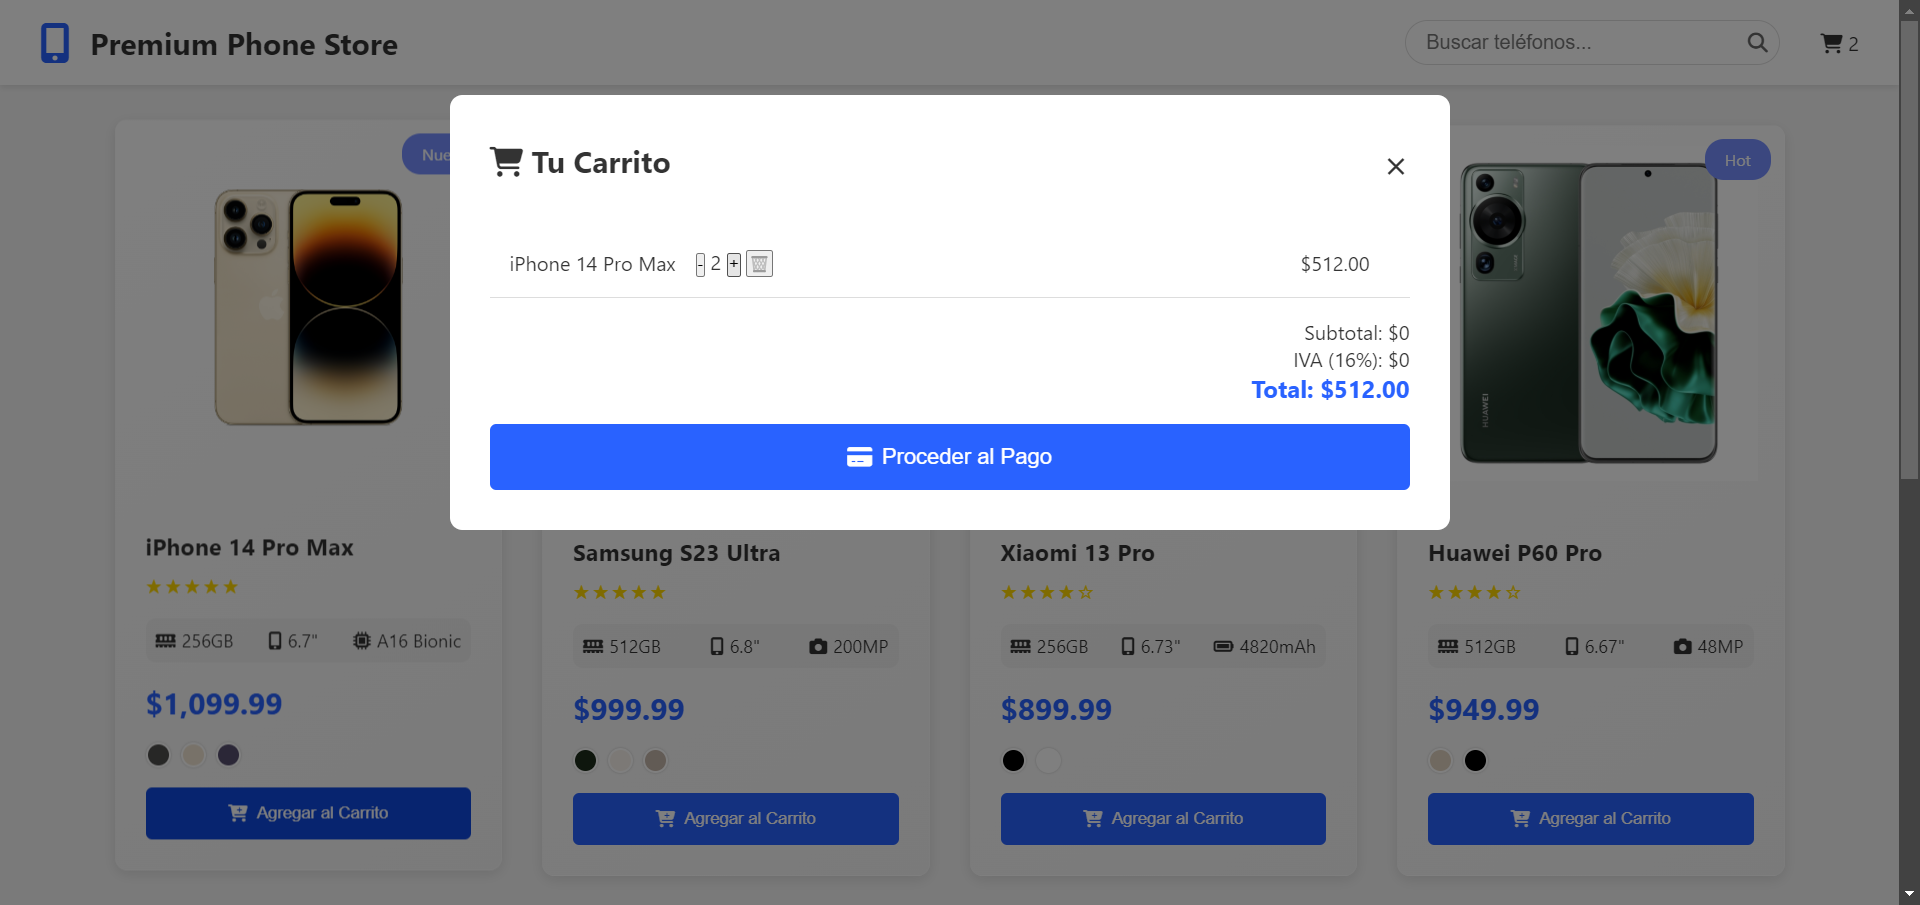 Premium Phone Store
Buscar teléfonos...
2
Nue
Hot
Tu Carrito
iPhone 14 Pro Max - 2 + $512.00
Subtotal: $0
IVA (16%): $0
Total: $512.00
Proceder al Pago
HUAWEI
iPhone 14 Pro Max
256GB 6.7" A16 Bionic
$1,099.99
Agregar al Carrito
Samsung S23 Ultra
512GB 6.8" 200MP
$999.99
Agregar al Carrito
Xiaomi 13 Pro
256GB 6.73" 4820mAh
$899.99
Agregar al Carrito
Huawei P60 Pro
512GB 6.67" 48MP
$949.99
Agregar al Carrito